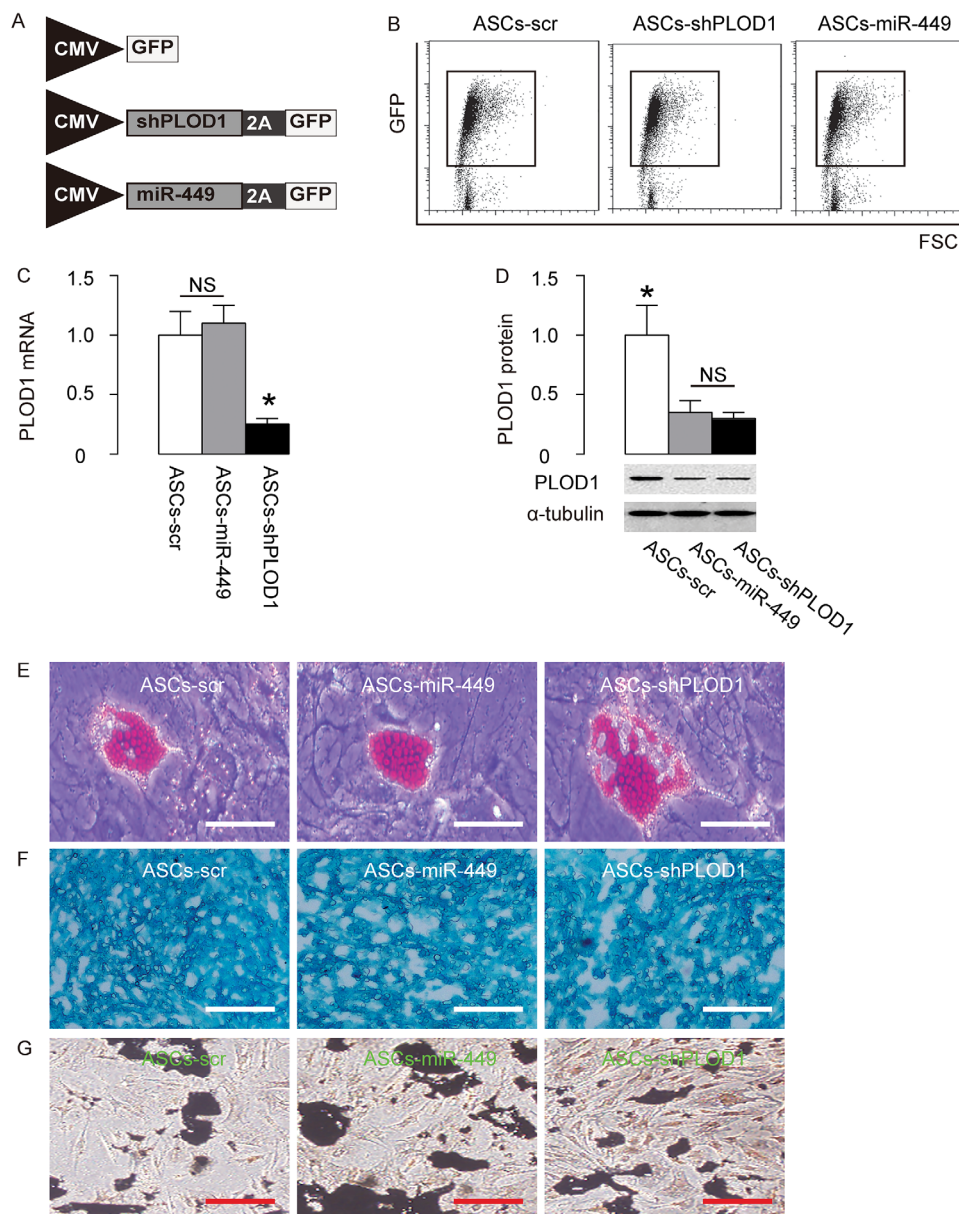 A
CMV
GFP
CMV
shPLOD1
2A
GFP
CMV
miR-449
2A
GFP
B
ASCs-scr
ASCs-shPLOD1
ASCs-miR-449
GFP
FSC
C
1.5
1.0
0.5
0
PLOD1 mRNA
NS
*
ASCs-scr
ASCs-miR-449
ASCs-shPLOD1
D
1.5
1.0
0.5
0
PLOD1 protein
*
NS
PLOD1
α-tubulin
ASCs-scr
ASCs-miR-449
ASCs-shPLOD1
E
ASCs-scr
ASCs-miR-449
ASCs-shPLOD1
F
ASCs-scr
ASCs-miR-449
ASCs-shPLOD1
G
ASCs-scr
ASCs-miR-449
ASCs-shPLOD1